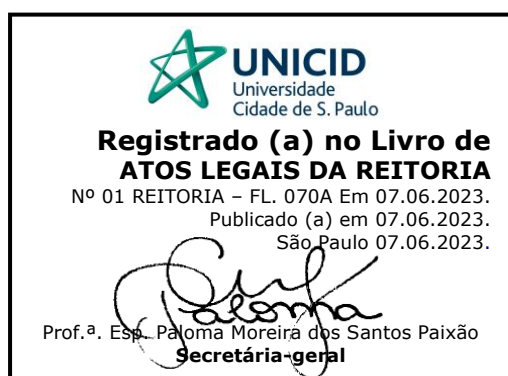 UNICID
Universidade
Cidade de S. Paulo
Registrado (a) no Livro de
ATOS LEGAIS DA REITORIA
Nº 01 REITORIA – FL. 070A Em 07.06.2023.
Publicado (a) em 07.06.2023.
São Paulo 07.06.2023.
Paloma
Prof.ª. Esp. Paloma Moreira dos Santos Paixão
Secretária-geral